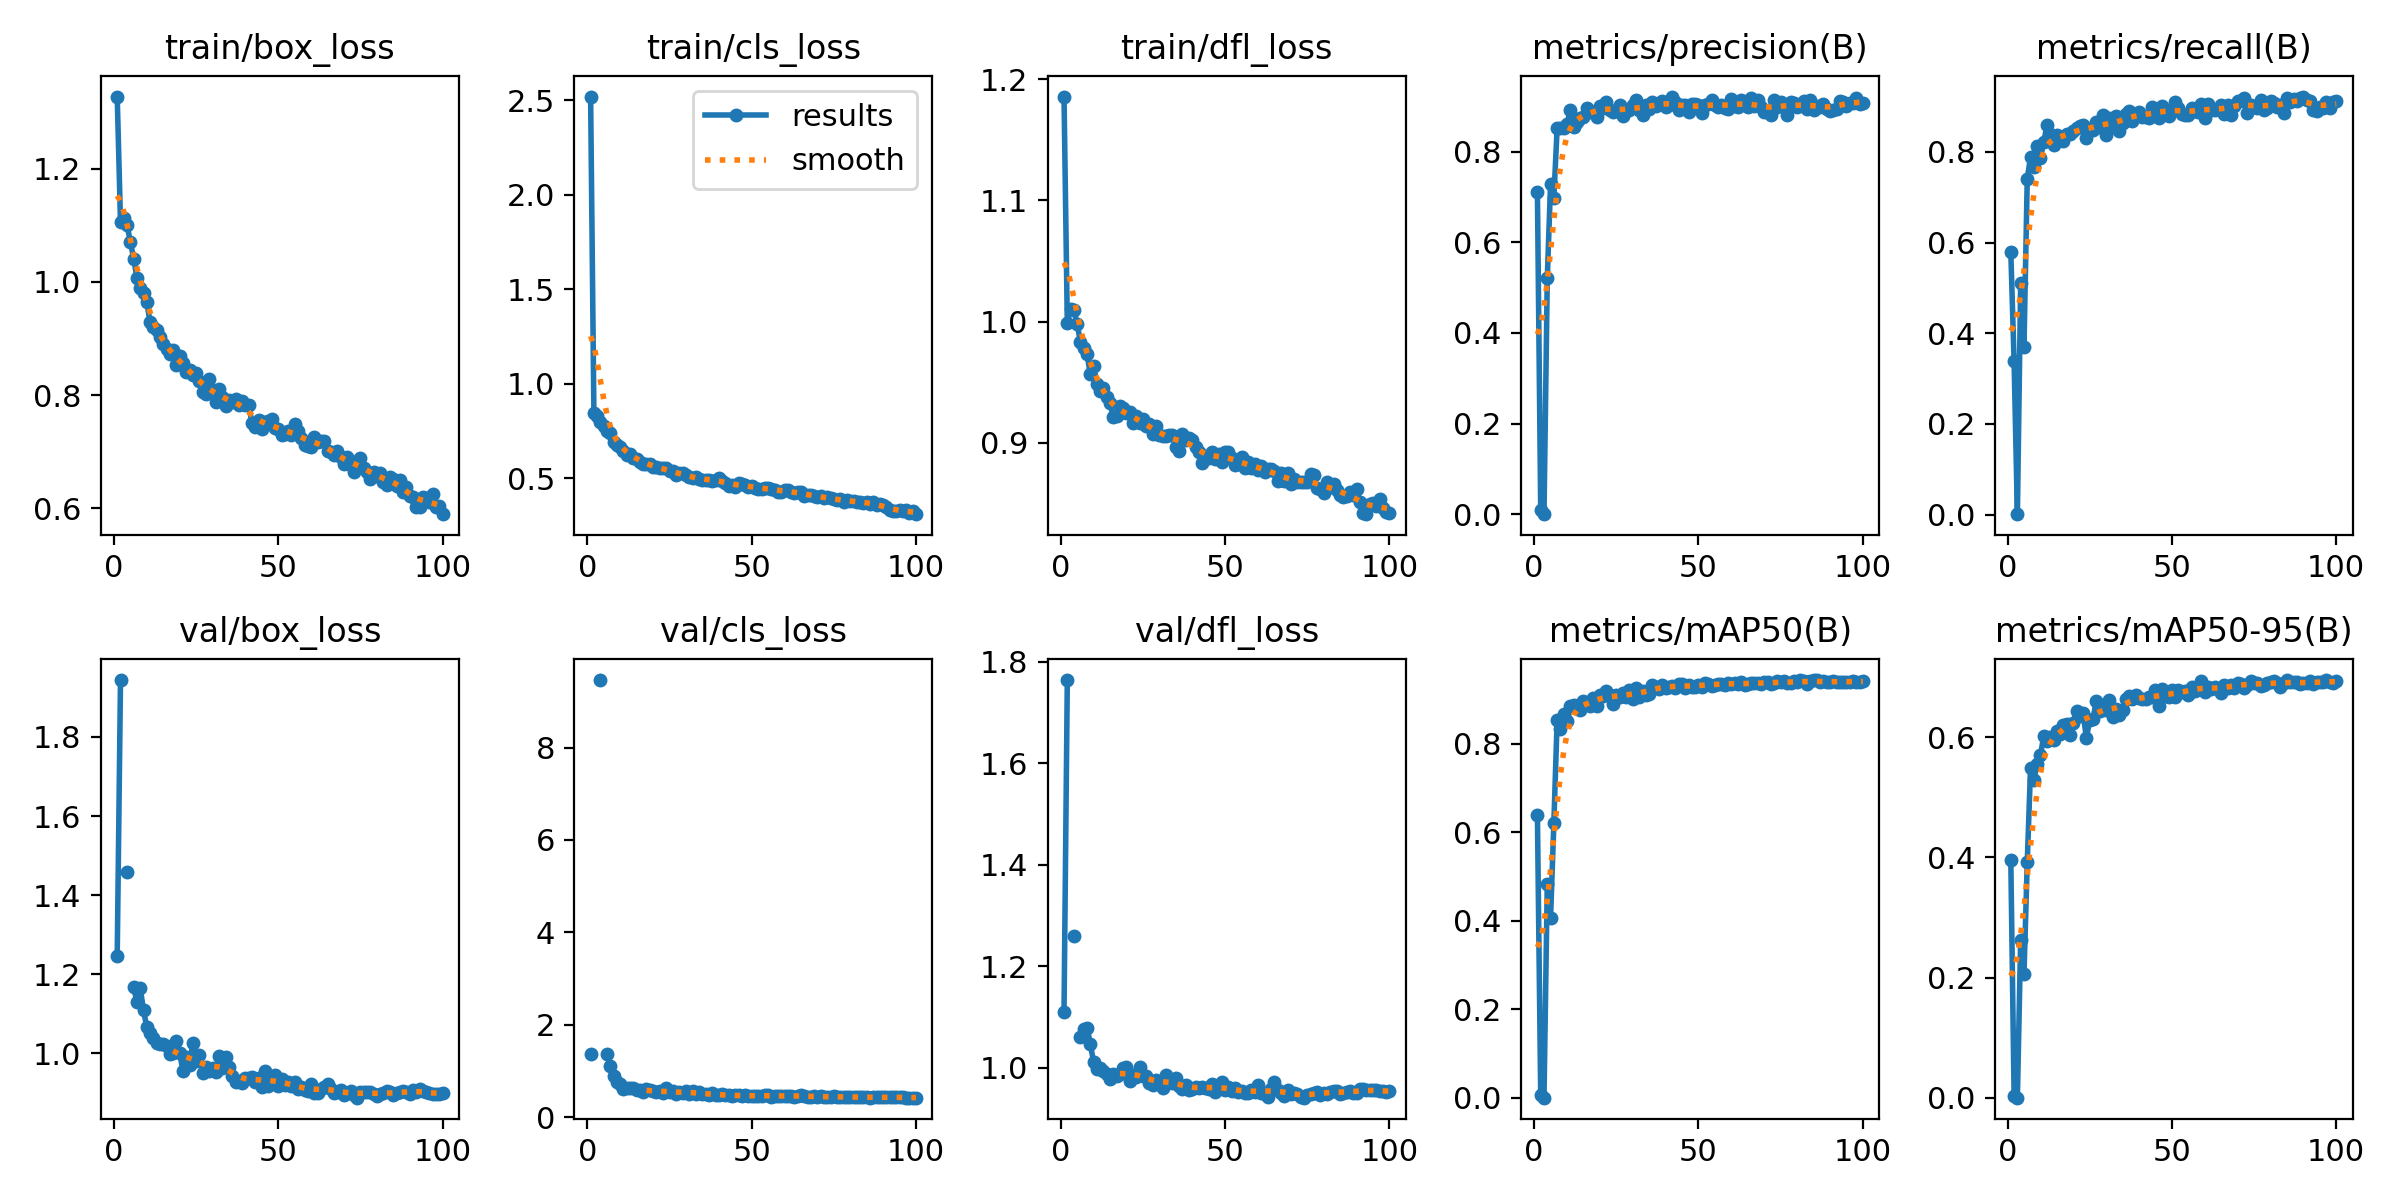 train/box_loss
1.2
1.0
0.8
0.6
0 50 100
train/cls_loss
results
smooth
2.5
2.0
1.5
1.0
0.5
0 50 100
train/dfl_loss
1.2
1.1
1.0
0.9
0 50 100
metrics/precision(B)
0.8
0.6
0.4
0.2
0.0
0 50 100
metrics/recall(B)
0.8
0.6
0.4
0.2
0.0
0 50 100
val/box_loss
1.8
1.6
1.4
1.2
1.0
0 50 100
val/cls_loss
8
6
4
2
0
0 50 100
val/dfl_loss
1.8
1.6
1.4
1.2
1.0
0 50 100
metrics/mAP50(B)
0.8
0.6
0.4
0.2
0.0
0 50 100
metrics/mAP50-95(B)
0.6
0.4
0.2
0.0
0 50 100